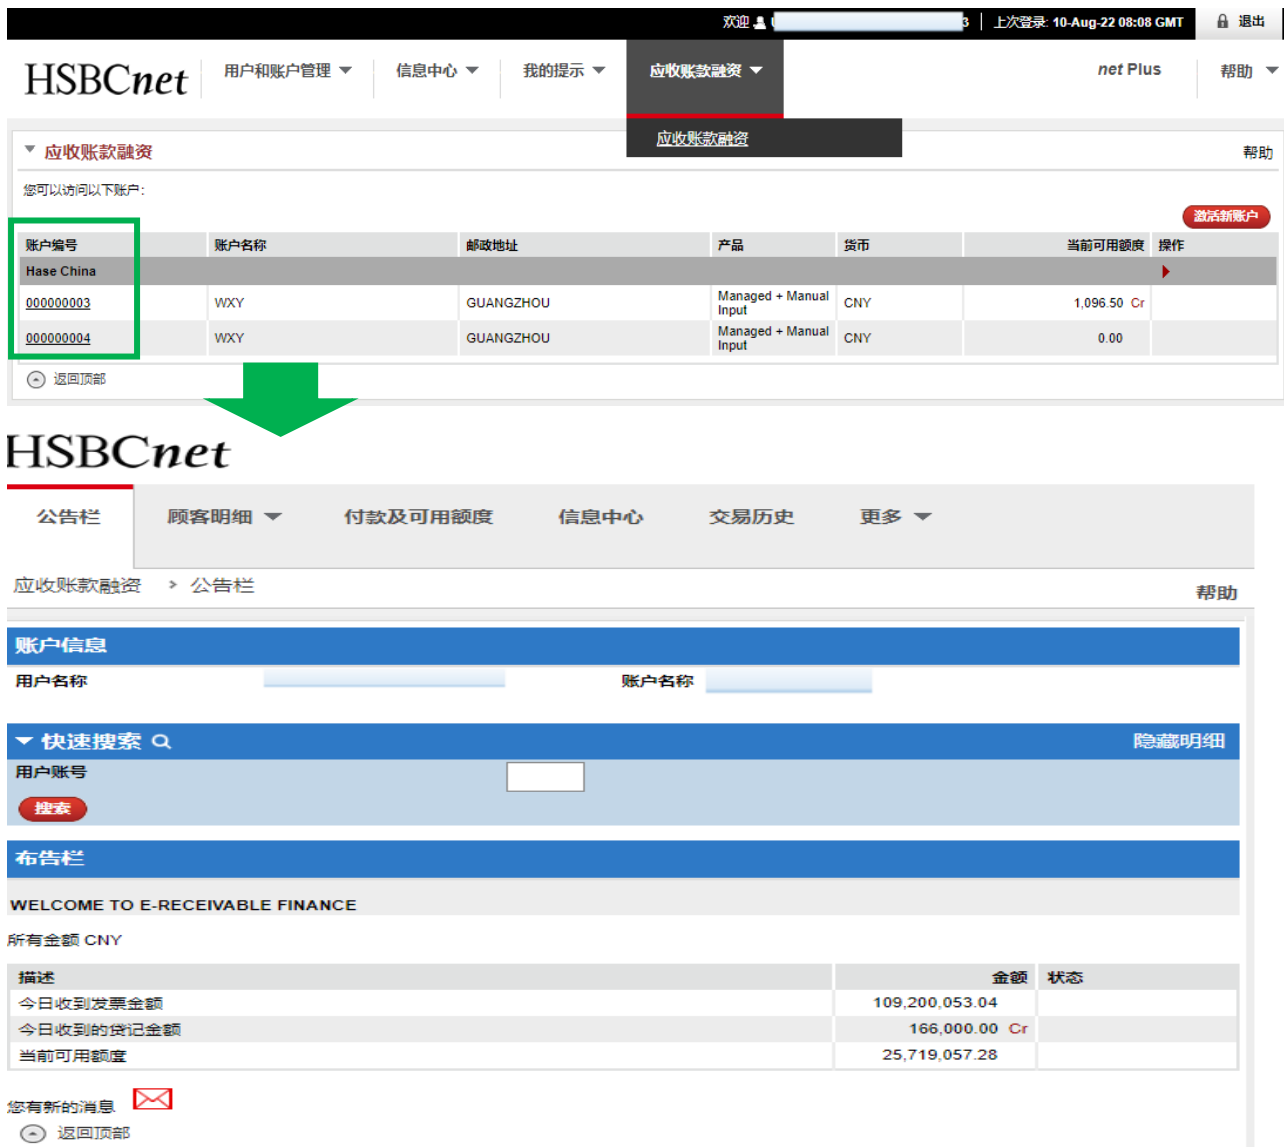 欢迎 3 上次登录: 10-Aug-22 08:08 GMT 退出
HSBCnet 用户和账户管理 信息中心 我的提示 应收账款融资 net Plus 帮助
应收账款融资
应收账款融资 帮助
您可以访问以下账户:
激活新账户
账户编号 账户名称 邮政地址 产品 货币 当前可用额度 操作
Hase China
000000003 WXY GUANGZHOU Managed + Manual Input CNY 1,096.50 Cr
000000004 WXY GUANGZHOU Managed + Manual Input CNY 0.00
返回顶部
HSBCnet
公告栏 顾客明细 付款及可用额度 信息中心 交易历史 更多
应收账款融资 > 公告栏 帮助
账户信息
用户名称 账户名称
快速搜索 隐藏明细
用户账号
搜索
布告栏
WELCOME TO E-RECEIVABLE FINANCE
所有金额 CNY
描述 金额 状态
今日收到发票金额 109,200,053.04
今日收到的贷记金额 166,000.00 Cr
当前可用额度 25,719,057.28
您有新的消息
返回顶部